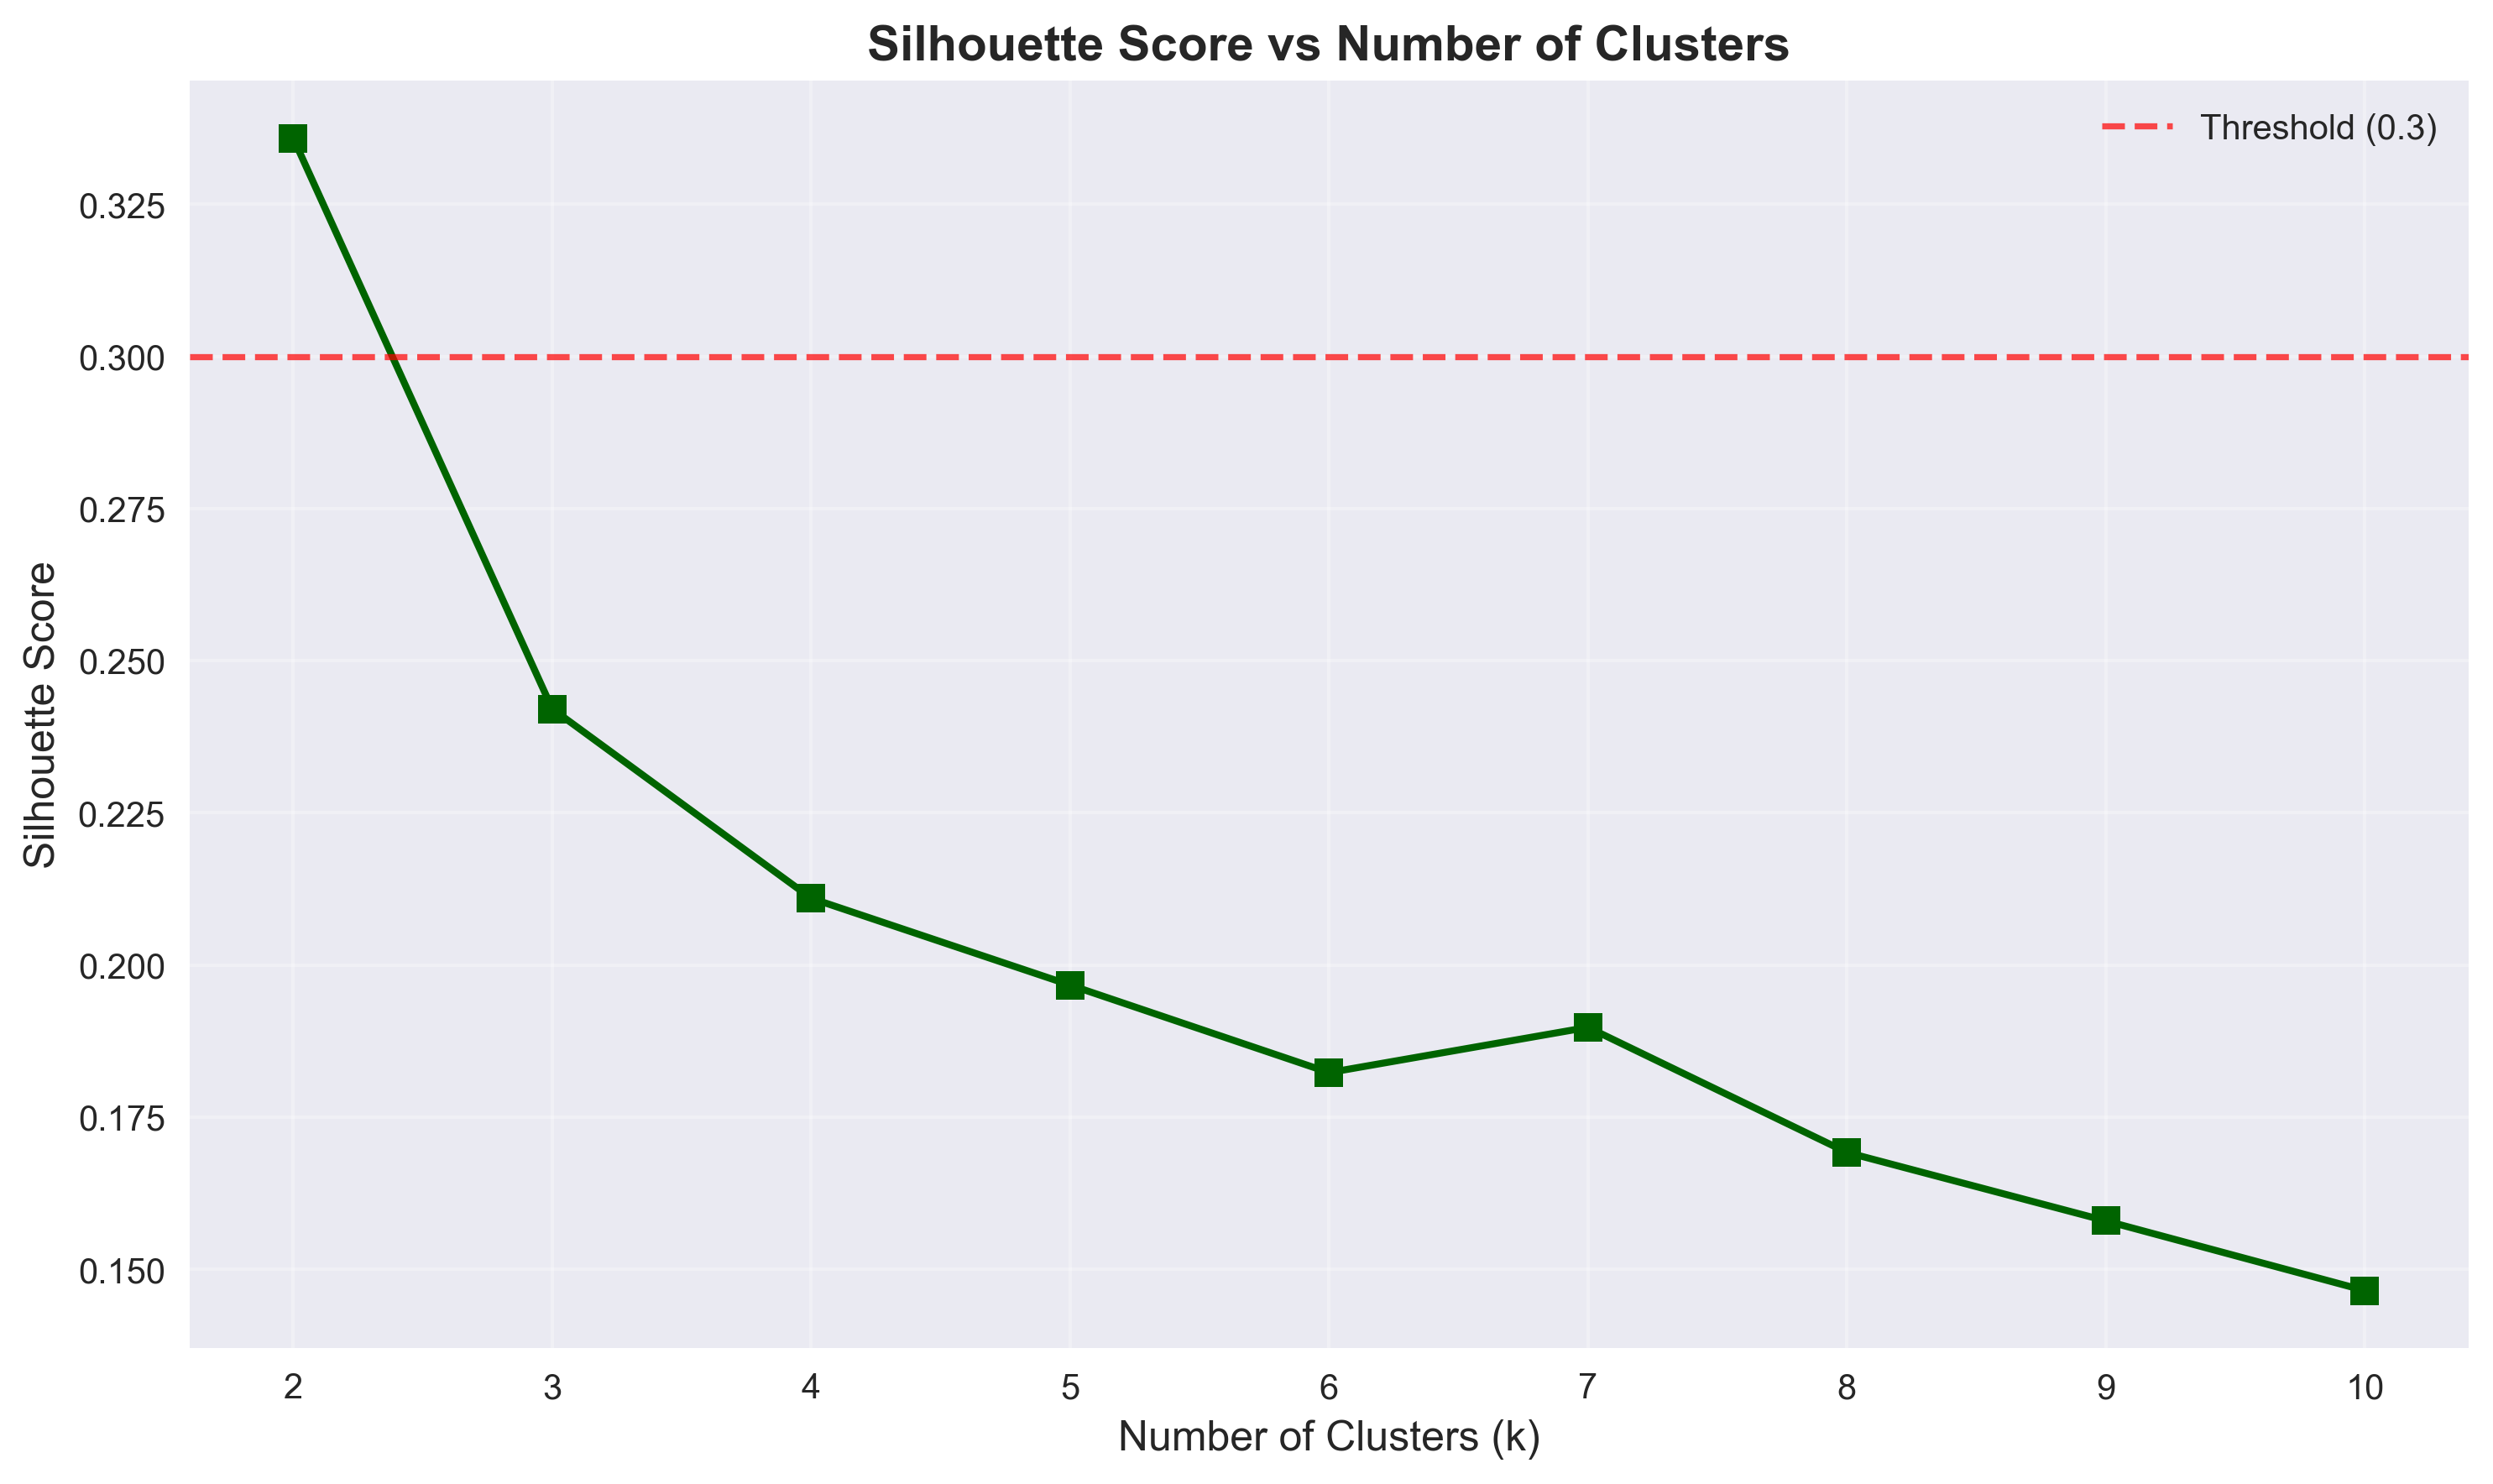 Silhouette Score vs Number of Clusters
Threshold (0.3)
Silhouette Score
0.325
0.300
0.275
0.250
0.225
0.200
0.175
0.150
2 3 4 5 6 7 8 9 10
Number of Clusters (k)